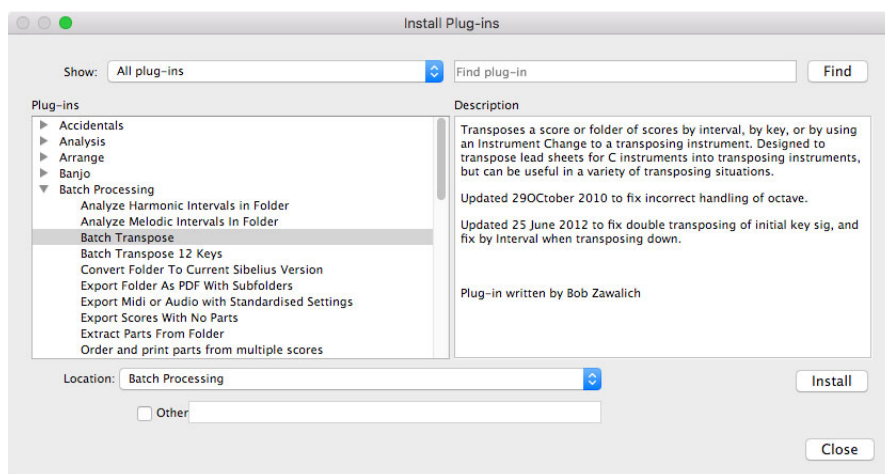 Install Plug-ins
Show: All plug-ins
Find plug-in
Find
Plug-ins
Accidentals
Analysis
Arrange
Banjo
Batch Processing
Analyze Harmonic Intervals in Folder
Analyze Melodic Intervals In Folder
Batch Transpose
Batch Transpose 12 Keys
Convert Folder To Current Sibelius Version
Export Folder As PDF With Subfolders
Export Midi or Audio with Standardised Settings
Export Scores With No Parts
Extract Parts From Folder
Order and print parts from multiple scores
Description
Transposes a score or folder of scores by interval, by key, or by using
an Instrument Change to a transposing instrument. Designed to
transpose lead sheets for C instruments into transposing instruments,
but can be useful in a variety of transposing situations.
Updated 29OCtober 2010 to fix incorrect handling of octave.
Updated 25 June 2012 to fix double transposing of initial key sig, and
fix by Interval when transposing down.
Plug-in written by Bob Zawalich
Location: Batch Processing
Install
Other
Close